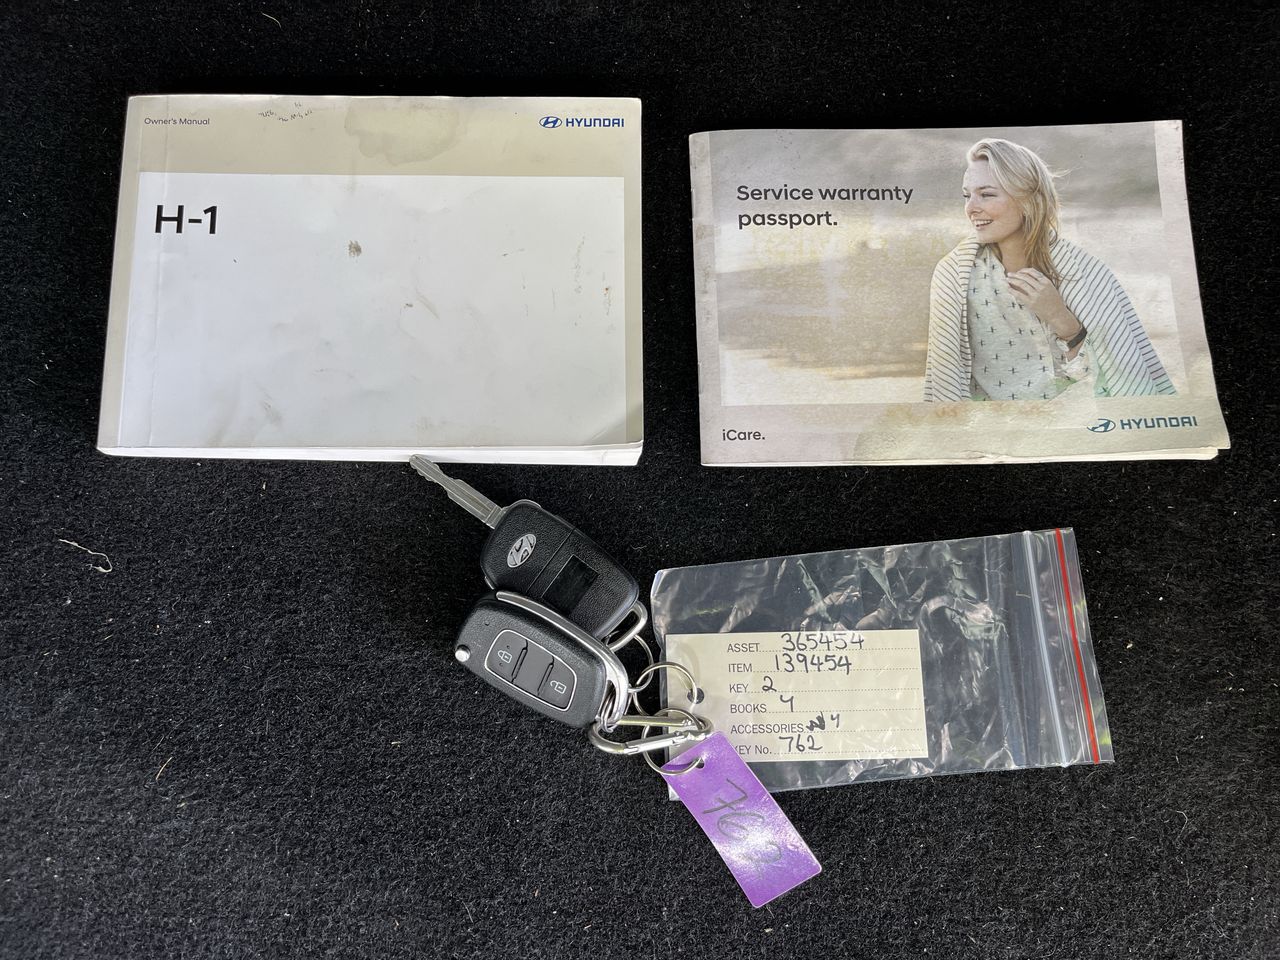 Owner's Manual
HYUNDAI
H-1
Service warranty
passport.
iCare.
HYUNDAI
ASSET 365454
ITEM 139454
KEY 2
BOOKS Y
ACCESSORIES Y
KEY No. 762
762